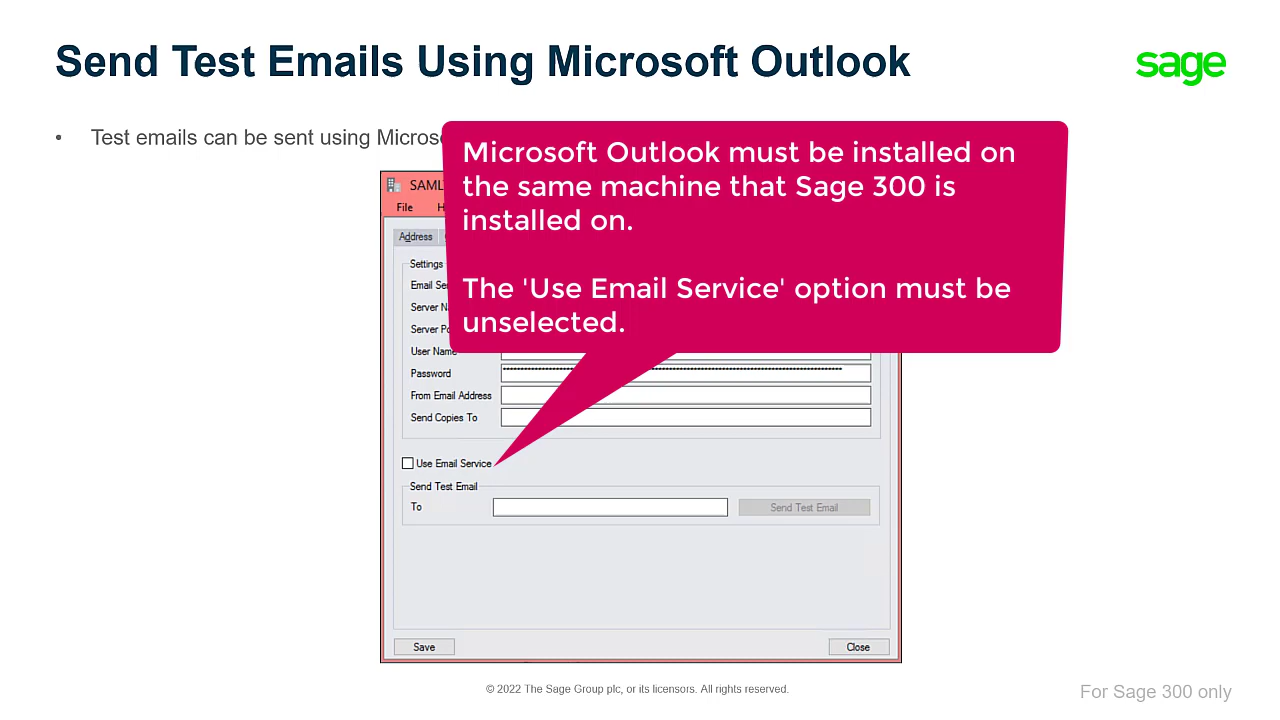 Send Test Emails Using Microsoft Outlook
sage
• Test emails can be sent using
Microsoft Outlook must be installed on
the same machine that Sage 300 is
installed on.
The 'Use Email Service' option must be
unselected.
File
Address
Settings
Email
Server
Server
User Name
Password
From Email Address
Send Copies To
Use Email Service
Send Test Email
To
Send Test Email
Save
Close
© 2022 The Sage Group plc, or its licensors. All rights reserved.
For Sage 300 only